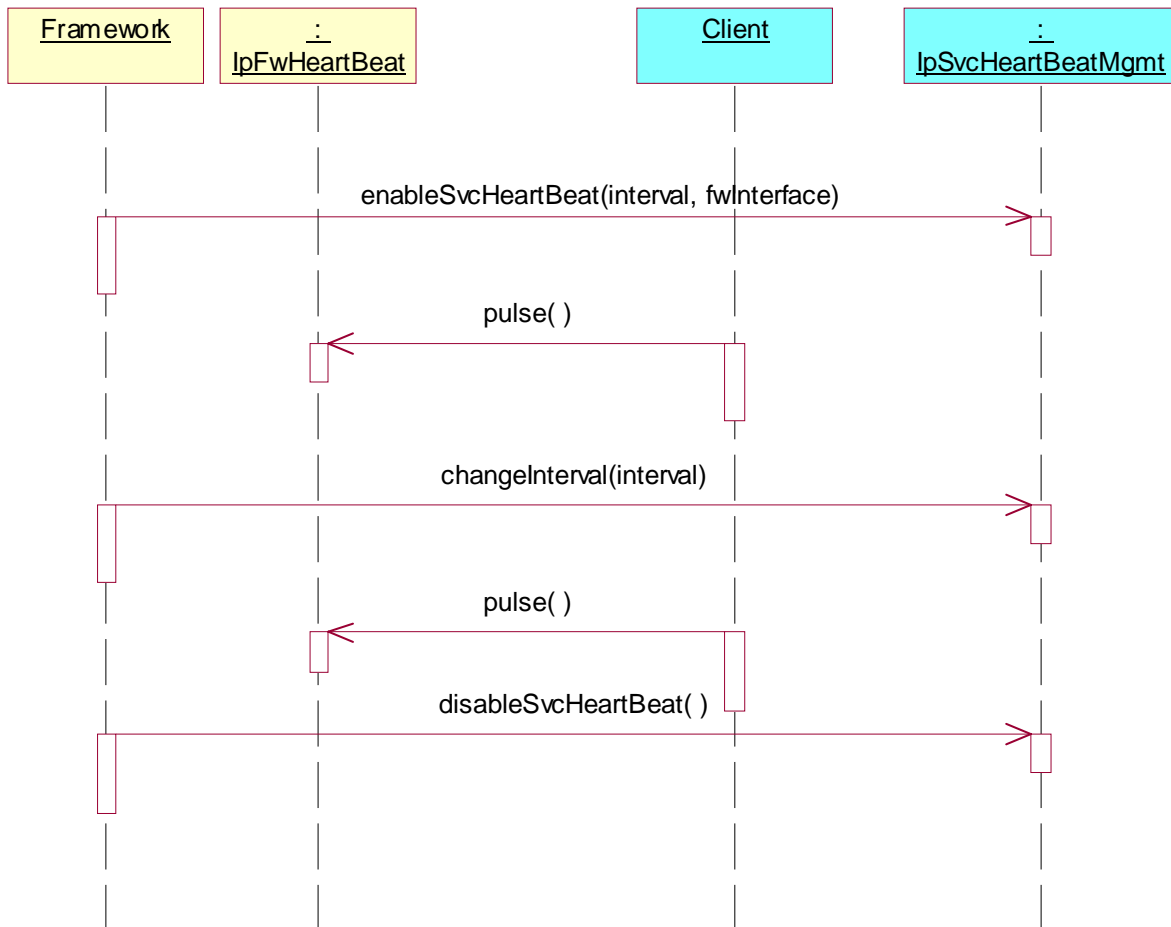 Framework
:
IpFwHeartBeat
Client
:
IpSvcHeartBeatMgmt
enableSvcHeartBeat(interval, fwInterface)
pulse( )
changeInterval(interval)
pulse( )
disableSvcHeartBeat( )